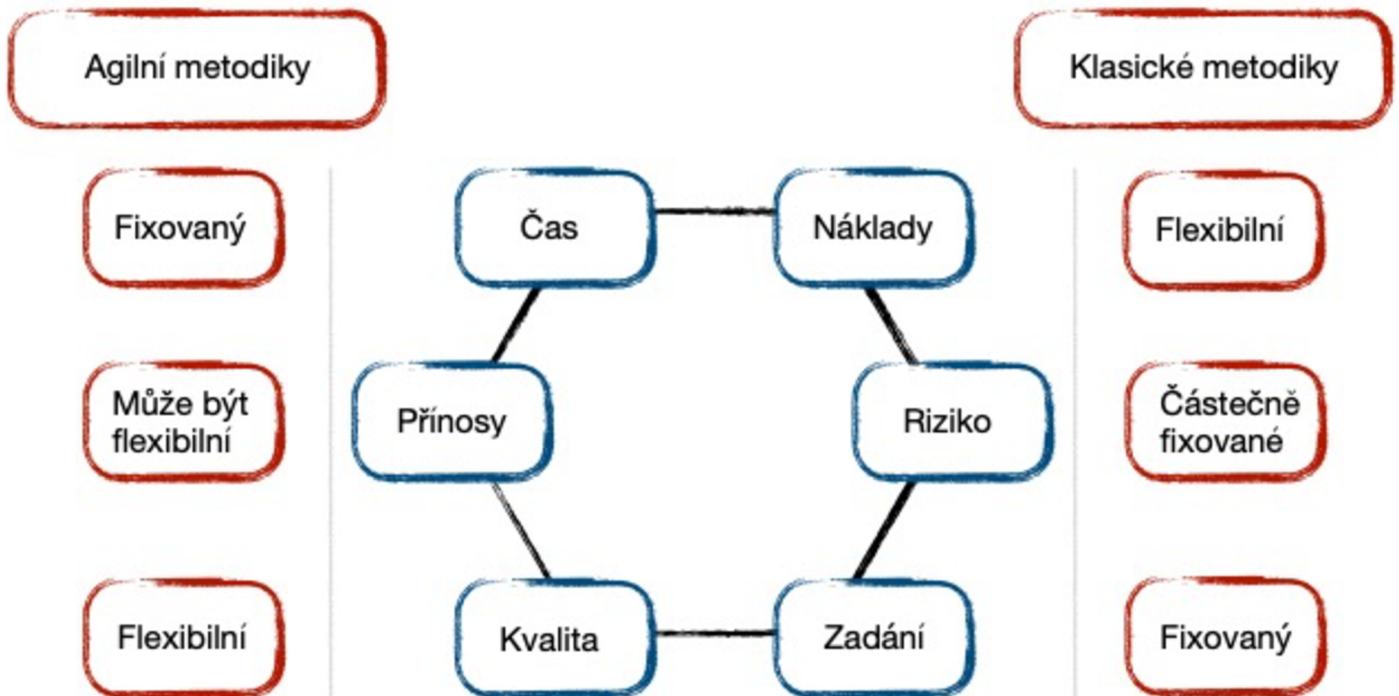 Agilní metodiky
Klasické metodiky
Fixovaný
Čas
Náklady
Flexibilní
Může být
flexibilní
Přínosy
Riziko
Částečně
fixované
Flexibilní
Kvalita
Zadání
Fixovaný